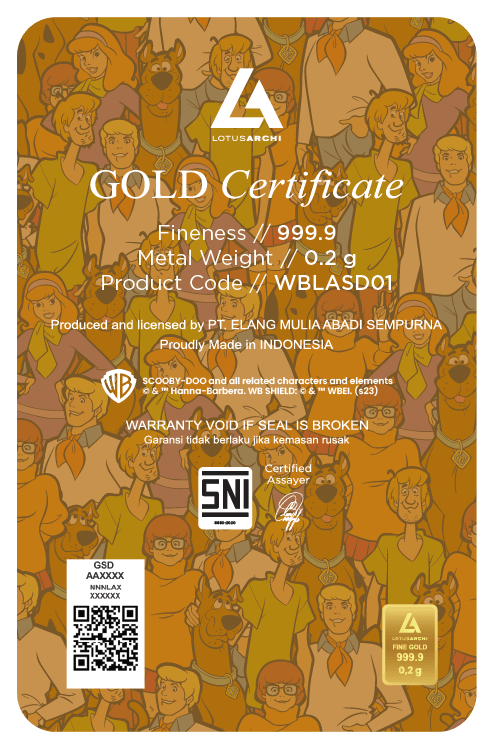 LOTUSARCHI
GOLD Certificate
Fineness // 999.9
Metal Weight // 0.2 g
Product Code // WBLASD01
Produced and licensed by PT. ELANG MULIA ABADI SEMPURNA
Proudly Made in INDONESIA
WB
SCOOBY-DOO and all related characters and elements
© & ™ Hanna-Barbera. WB SHIELD: © & ™ WBEI. (s23)
WARRANTY VOID IF SEAL IS BROKEN
Garansi tidak berlaku jika kemasan rusak
Certified
Assayer
SNI
GSD
AAXXXX
NNNLAX
XXXXXX
LOTUSARCHI
FINE GOLD
999.9
0,2 g